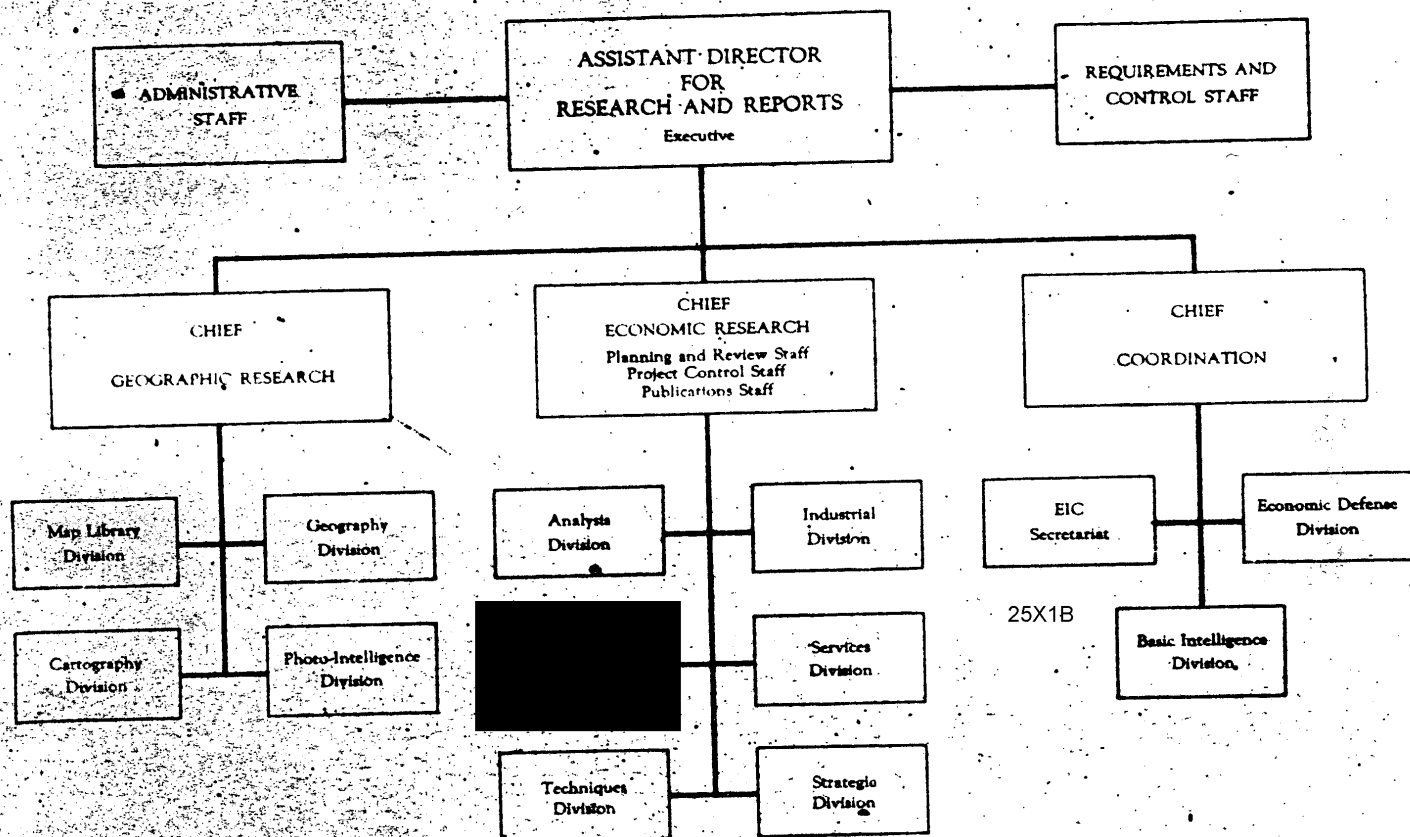 ADMINISTRATIVE
STAFF
ASSISTANT DIRECTOR
FOR
RESEARCH AND REPORTS
Executive
REQUIREMENTS AND
CONTROL STAFF
CHIEF
GEOGRAPHIC RESEARCH
CHIEF
ECONOMIC RESEARCH
Planning and Review Staff
Project Control Staff
Publications Staff
CHIEF
COORDINATION
Map Library
Division
Geography
Division
Cartography
Division
Photo-Intelligence
Division
Analysis
Division
Industrial
Division
Services
Division
Techniques
Division
Strategic
Division
EIC
Secretariat
Economic Defense
Division
25X1B
Basic Intelligence
Division